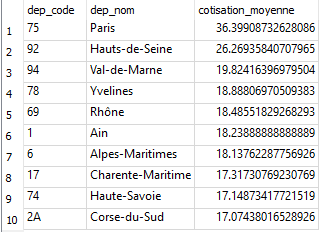 dep_code dep_nom cotisation_moyenne
1 75 Paris 36.39908732628086
2 92 Hauts-de-Seine 26.26935840707965
3 94 Val-de-Marne 19.82416396979504
4 78 Yvelines 18.88806970509383
5 69 Rhône 18.48551829268293
6 1 Ain 18.23888888888889
7 6 Alpes-Maritimes 18.13762287756926
8 17 Charente-Maritime 17.31730769230769
9 74 Haute-Savoie 17.14873417721519
10 2A Corse-du-Sud 17.07438016528926